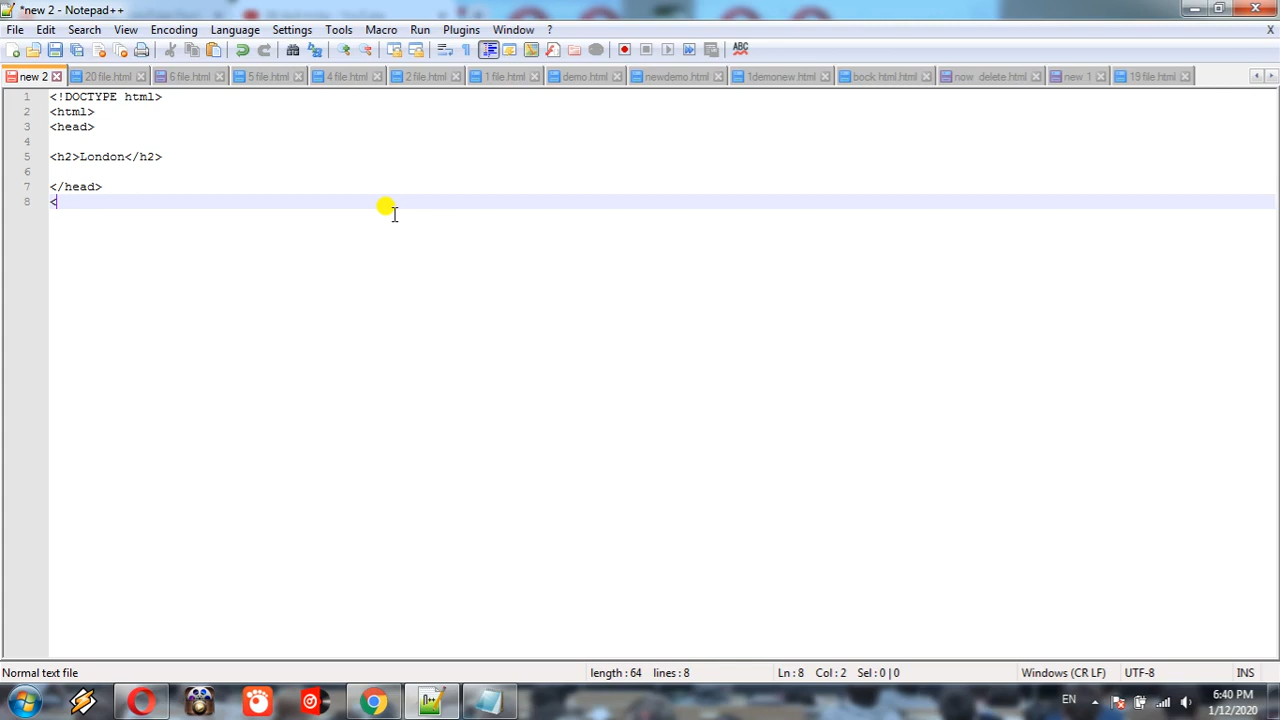 *new 2 - Notepad++
File Edit Search View Encoding Language Settings Tools Macro Run Plugins Window ? X
ABC
new 2 20 file.html 6 file.html 5 file.html 4 file.html 2 file.html 1 file.html demo html newdemo.html 1demonew.html bock html.html now delete.html new 1 19 file.html
1 <!DOCTYPE html>
2 <html>
3 <head>
4
5 <h2>London</h2>
6
7 </head>
8 <
Normal text file length : 64 lines : 8 Ln : 8 Col : 2 Sel : 0 | 0 Windows (CR LF) UTF-8 INS
EN 6:40 PM
1/12/2020